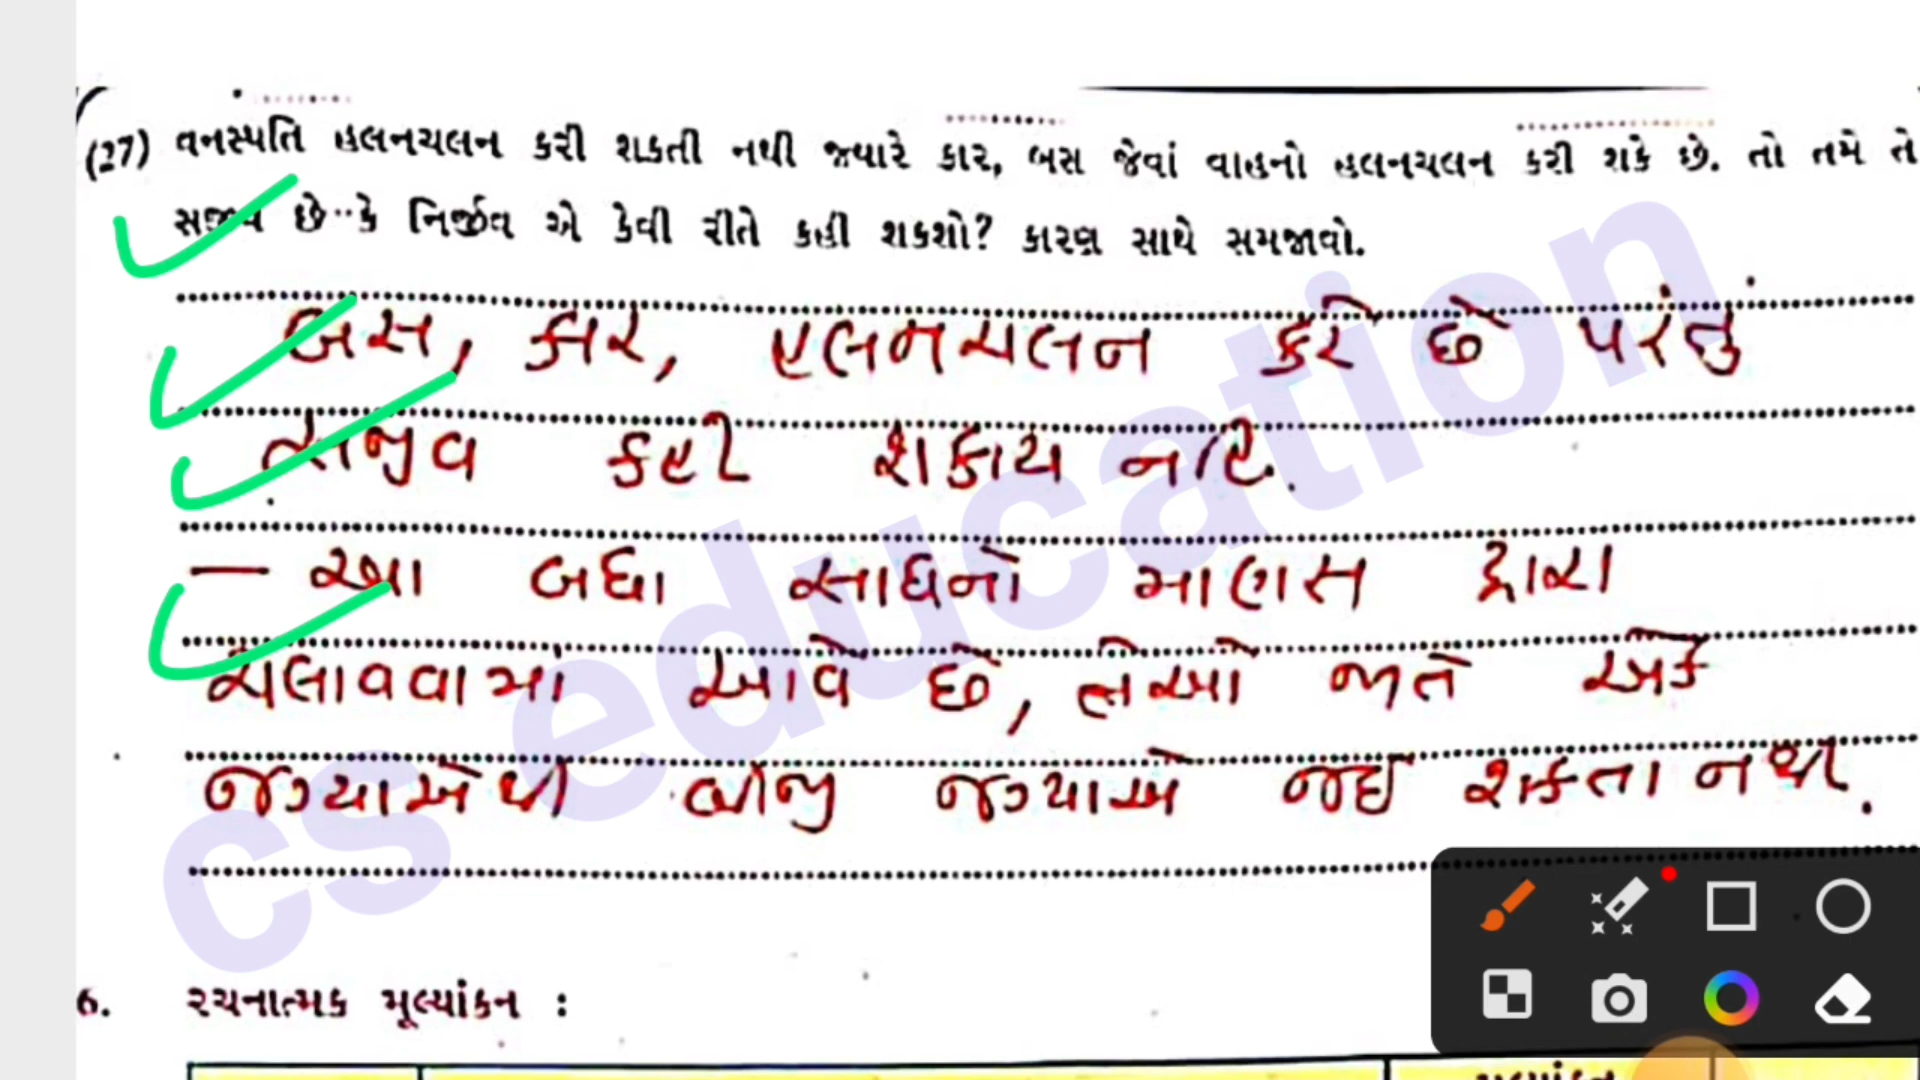 (27) વનસ્પતિ હલનચલન કરી શકતી નથી જ્યારે કાર, બસ જેવાં વાહનો હલનચલન કરી શકે છે. તો તમે તે
સજીવ છે કે નિર્જીવ એ કેવી રીતે કહી શકશો? કારણ સાથે સમજાવો.
બસ, કાર, હલનચલન કરે છે પરંતુ
સજીવ કહી શકાય નહિ.
– આ બધા સાધનો માણસ દ્વારા
ચલાવવામાં આવે છે, તેઓ જાતે એક
જગ્યાએથી બીજી જગ્યાએ જઈ શકતા નથી.
cs education
6. રચનાત્મક મૂલ્યાંકન :